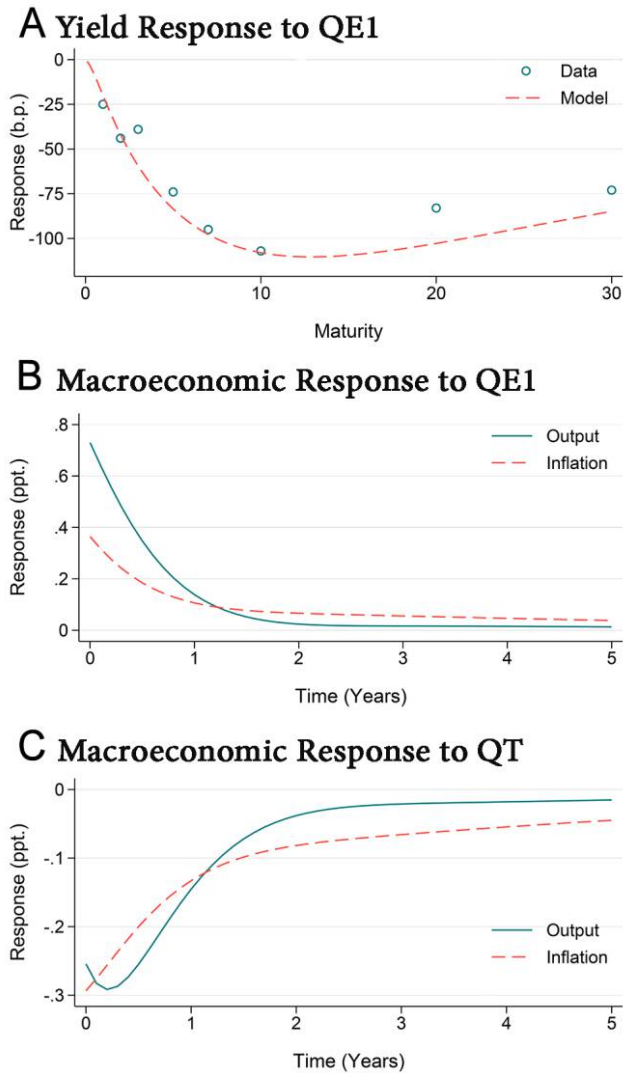 A Yield Response to QE1
0
-25
-50
-75
-100
Response (b.p.)
Data
Model
0 10 20 30
Maturity
B Macroeconomic Response to QE1
.8
.6
.4
.2
0
Response (ppt.)
Output
Inflation
0 1 2 3 4 5
Time (Years)
C Macroeconomic Response to QT
0
-.1
-.2
-.3
Response (ppt.)
Output
Inflation
0 1 2 3 4 5
Time (Years)